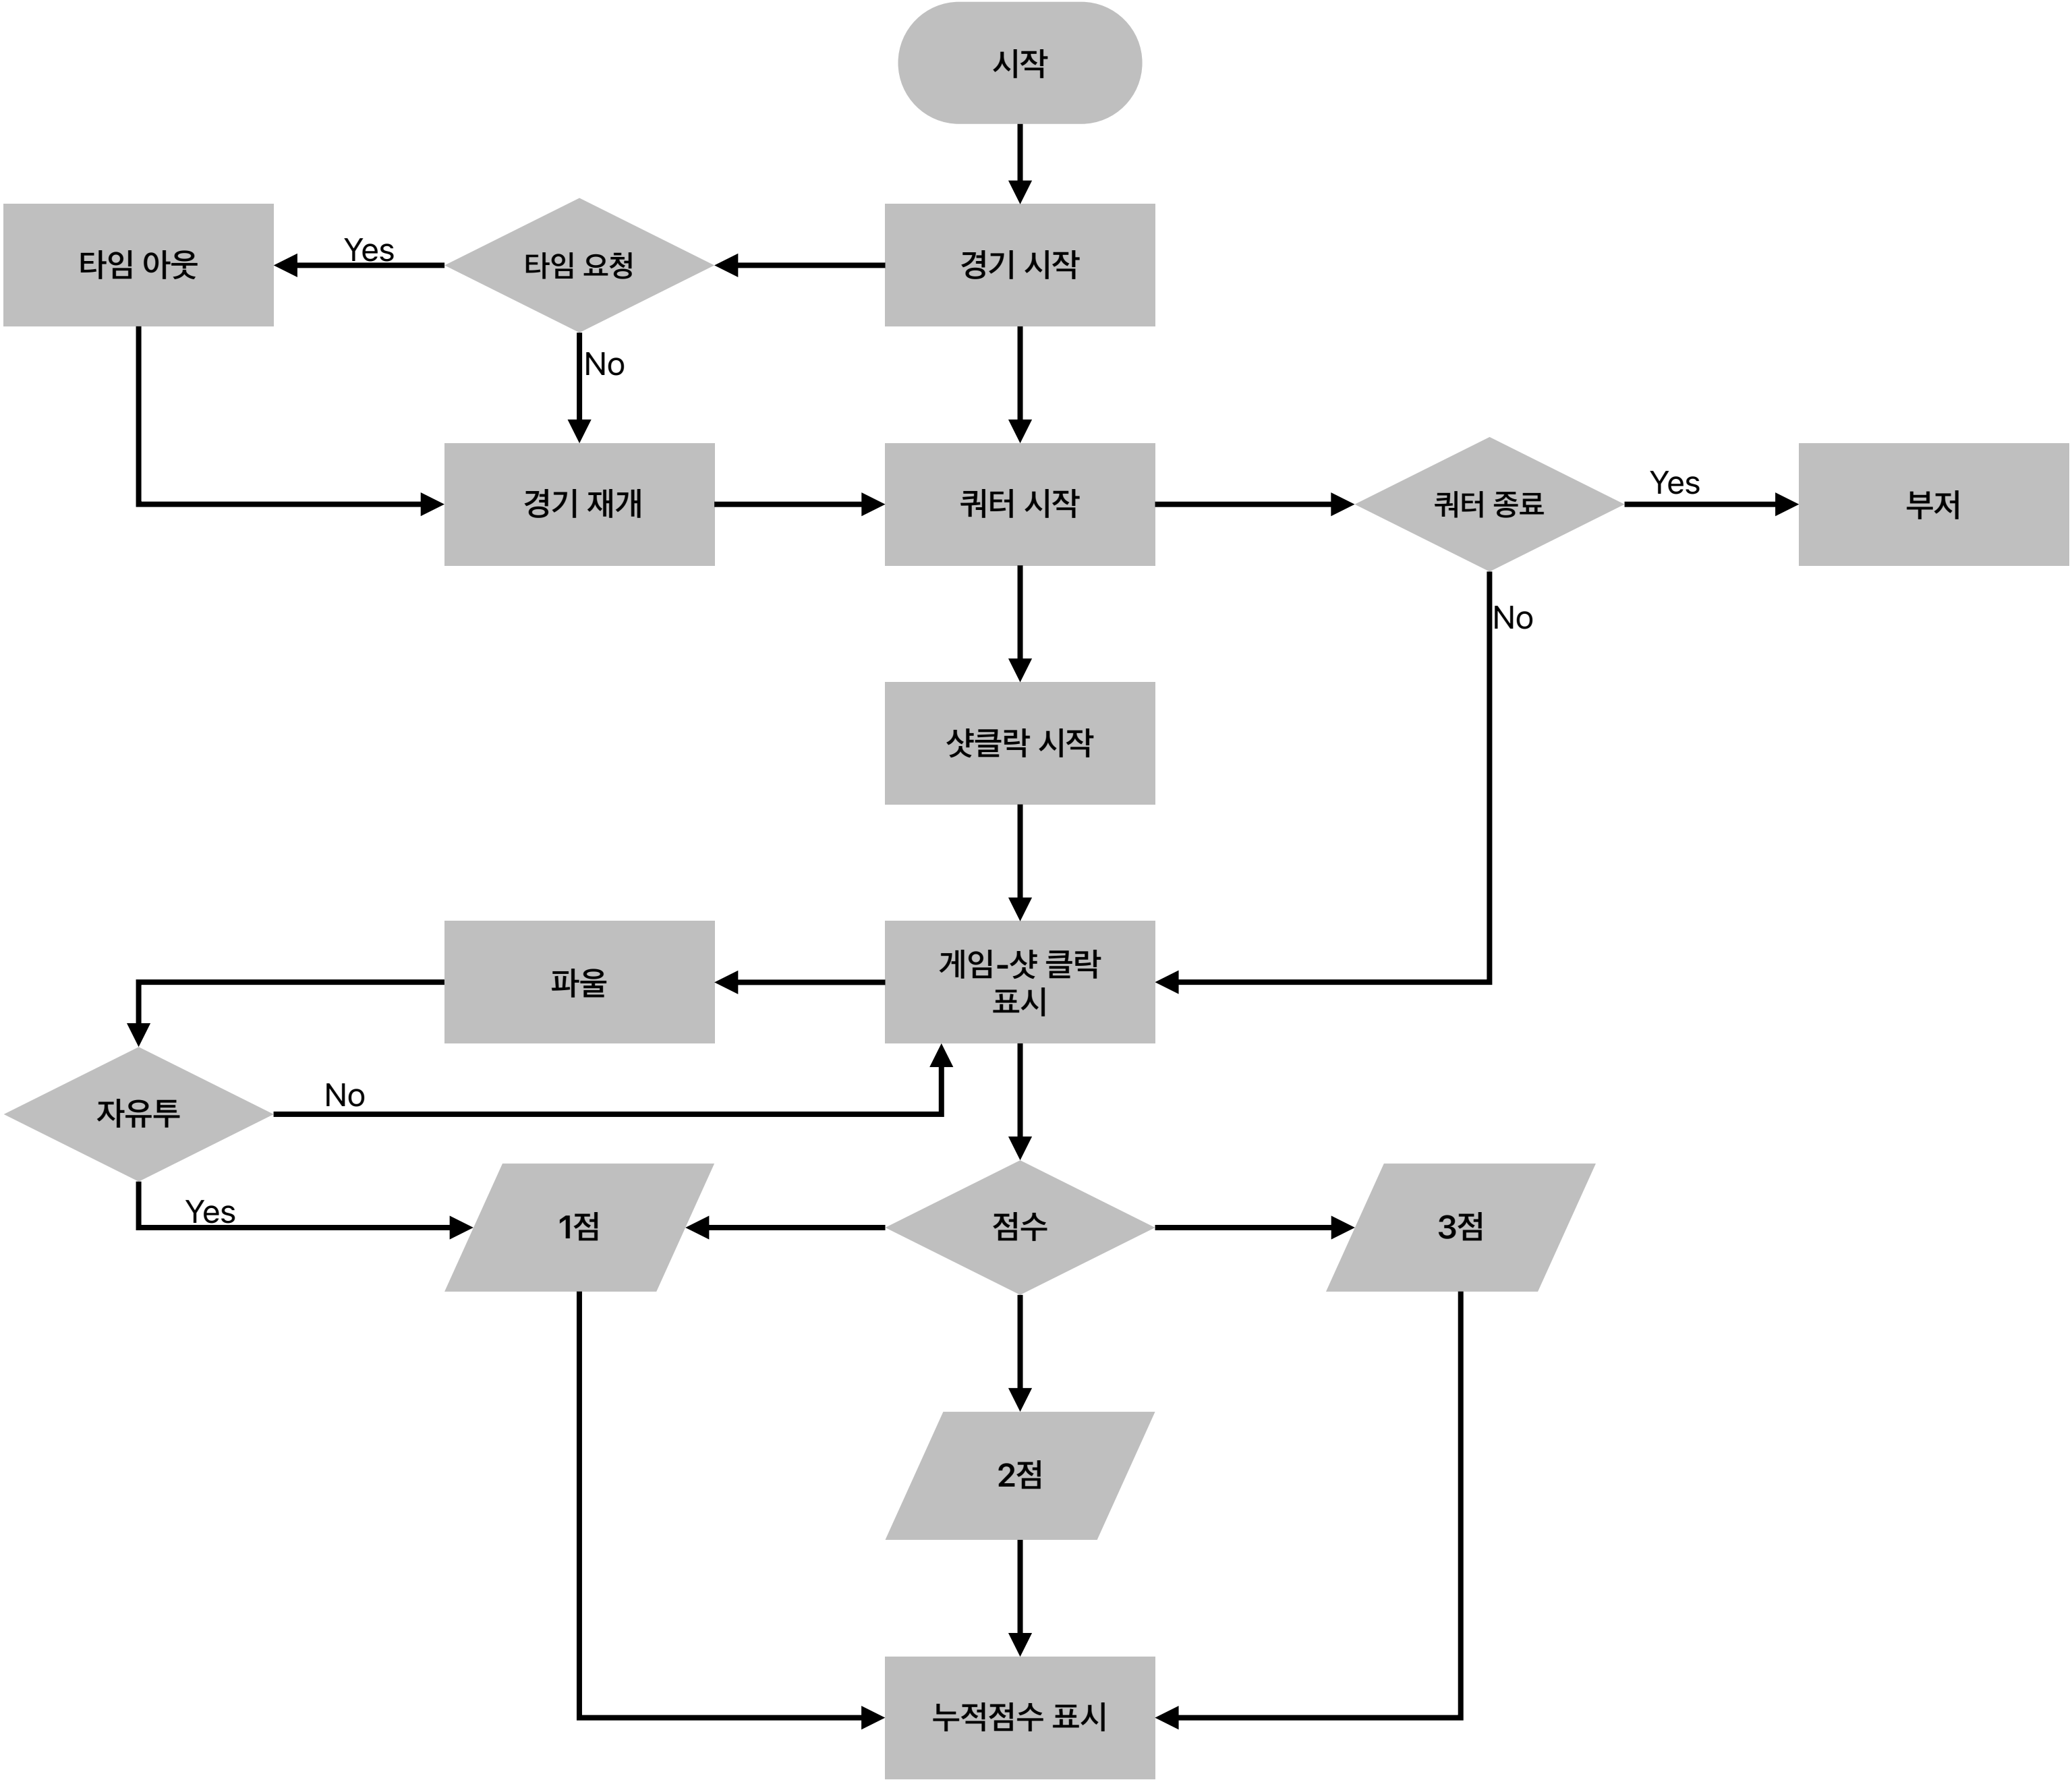 시작
타임 아웃
Yes
타임 요청
경기 시작
No
경기 재개
쿼터 시작
쿼터 종료
Yes
부저
No
샷클락 시작
파울
게임-샷 클락
표시
자유투
No
Yes
1점
점수
3점
2점
누적점수 표시